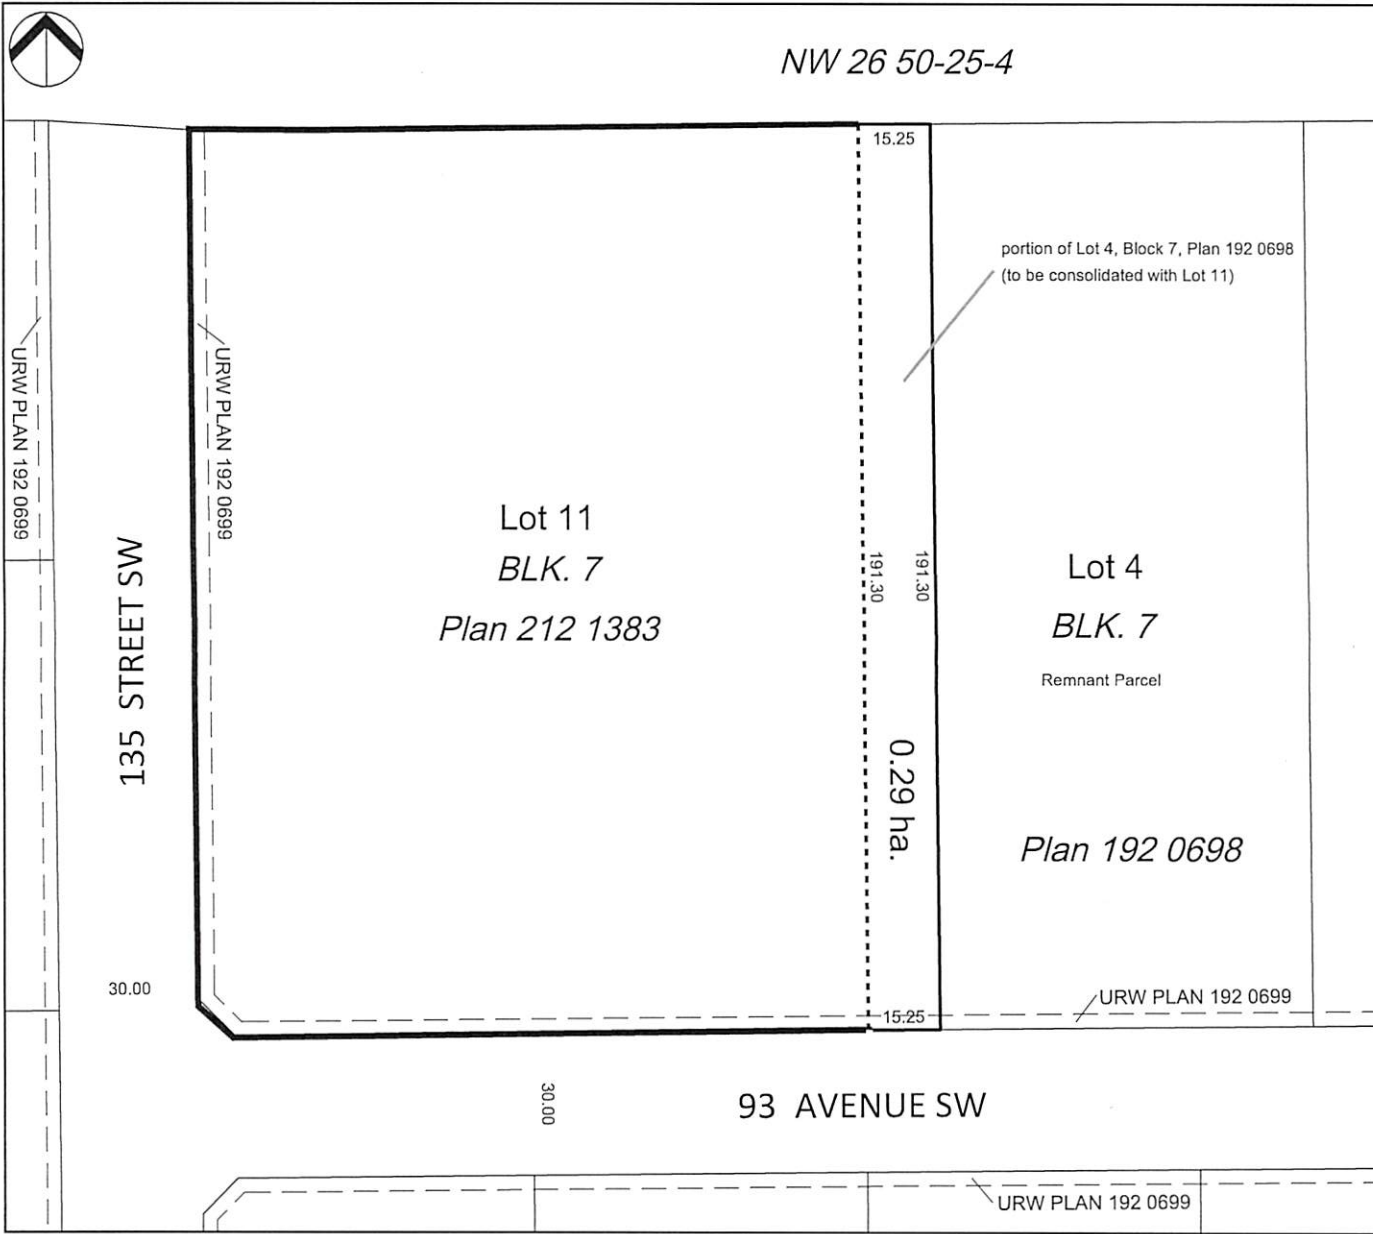 NW 26 50-25-4
15.25
portion of Lot 4, Block 7, Plan 192 0698
(to be consolidated with Lot 11)
URW PLAN 192 0699
URW PLAN 192 0699
Lot 11
BLK. 7
Plan 212 1383
135 STREET SW
191.30
191.30
Lot 4
BLK. 7
Remnant Parcel
0.29 ha.
Plan 192 0698
30.00
15.25
URW PLAN 192 0699
30.00
93 AVENUE SW
URW PLAN 192 0699